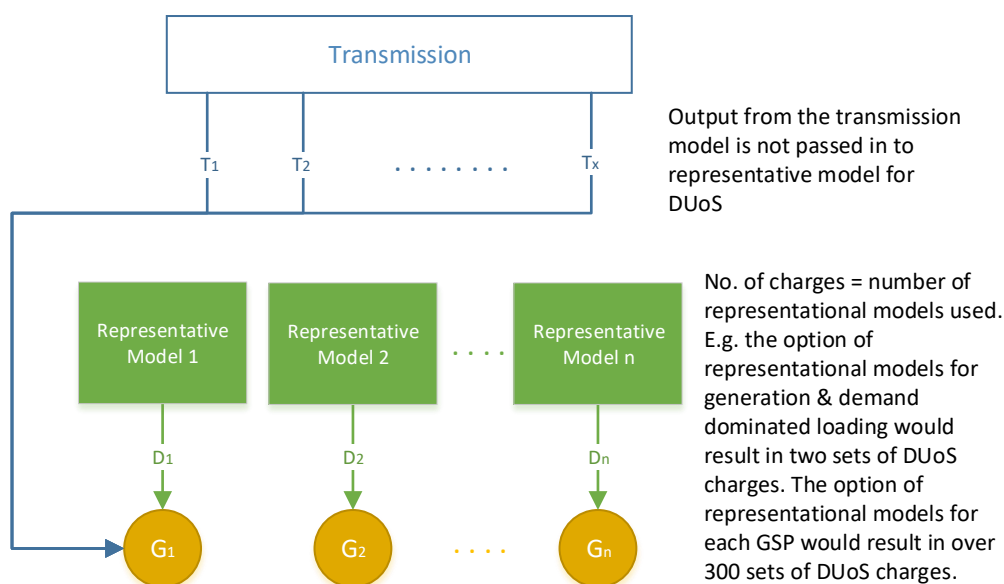 Transmission
T1
T2
. . . . . . . .
Tx
Output from the transmission
model is not passed in to
representative model for
DUoS
Representative
Model 1
Representative
Model 2
. . . .
Representative
Model n
D1
D2
Dn
G1
G2
. . . .
Gn
No. of charges = number of
representational models used.
E.g. the option of
representational models for
generation & demand
dominated loading would
result in two sets of DUoS
charges. The option of
representational models for
each GSP would result in over
300 sets of DUoS charges.